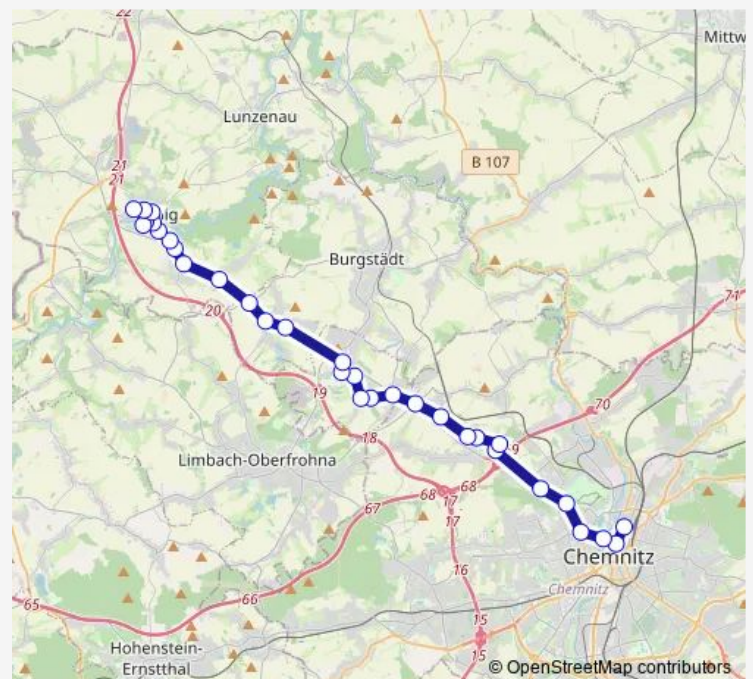 22
Mittw
Lunzenau
B 107
21
21
ig
Burgstädt
71
20
19
70
18
9
Limbach-Oberfrohna
68
68
17
67
17
Chemnitz
16
Chemnitz
66
65
15
Hohenstein-
Ernstthal
15
© OpenStreetMap contributors